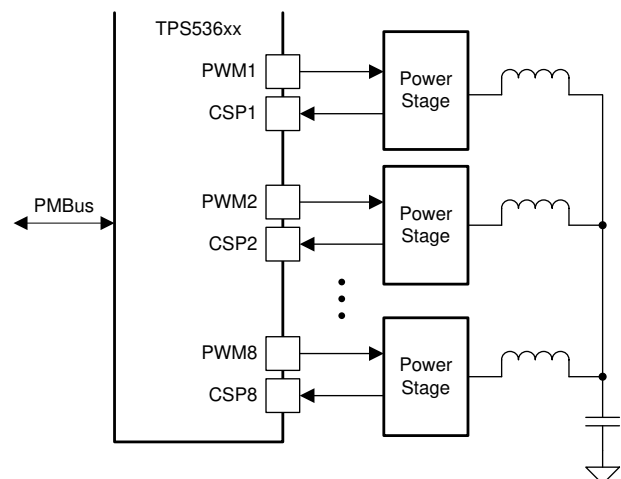 TPS536xx
PWM1
CSP1
Power
Stage
PMBus
PWM2
CSP2
Power
Stage
PWM8
CSP8
Power
Stage